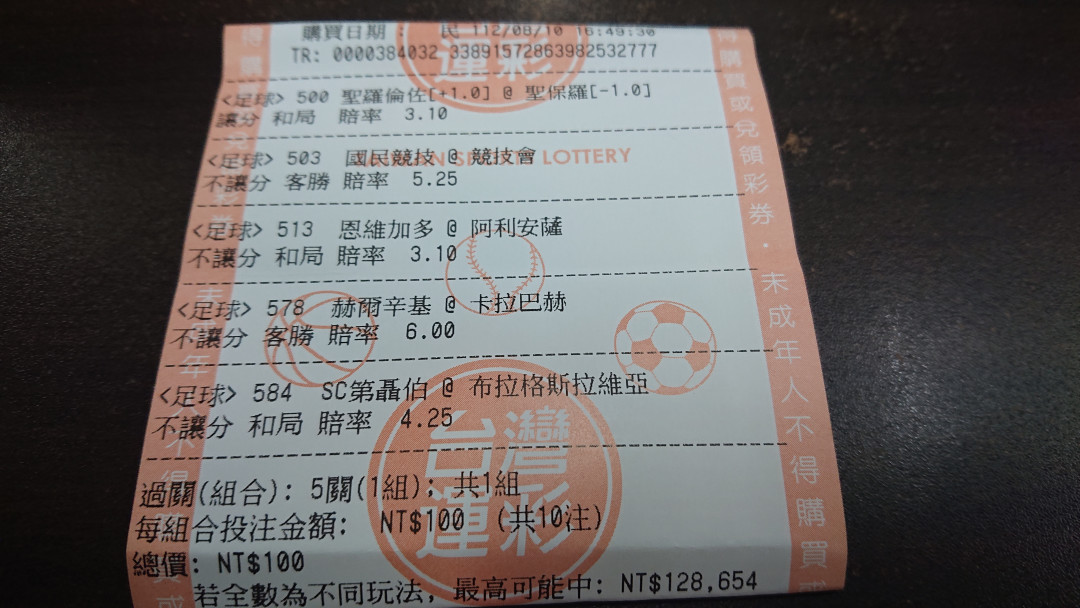 購買日期: 民 112/08/10 16:49:30
TR: 0000384032 33891572863982532777
<足球> 500 聖羅倫佐[+1.0] @ 聖保羅[-1.0]
讓分 和局 賠率 3.10
<足球> 503 國民競技 @ 競技會
不讓分 客勝 賠率 5.25
<足球> 513 恩維加多 @ 阿利安薩
不讓分 和局 賠率 3.10
<足球> 578 赫爾辛基 @ 卡拉巴赫
不讓分 客勝 賠率 6.00
<足球> 584 SC第聶伯 @ 布拉格斯拉維亞
不讓分 和局 賠率 4.25
過關(組合): 5關(1組); 共1組
每組合投注金額: NT$100 (共10注)
總價: NT$100
若全數為不同玩法, 最高可能中: NT$128,654
運彩
LOTTERY
台灣
運彩
購買或兌領彩券・未成年人不得購買或